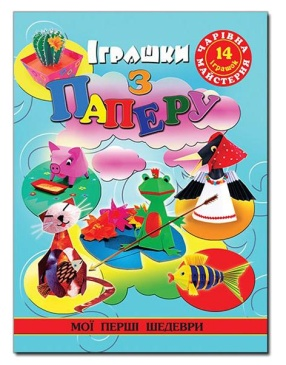 Іграшки
з
паперу
ЧАРІВНА
14
іграшок
МАЙСТЕРНЯ
МОЇ ПЕРШІ ШЕДЕВРИ